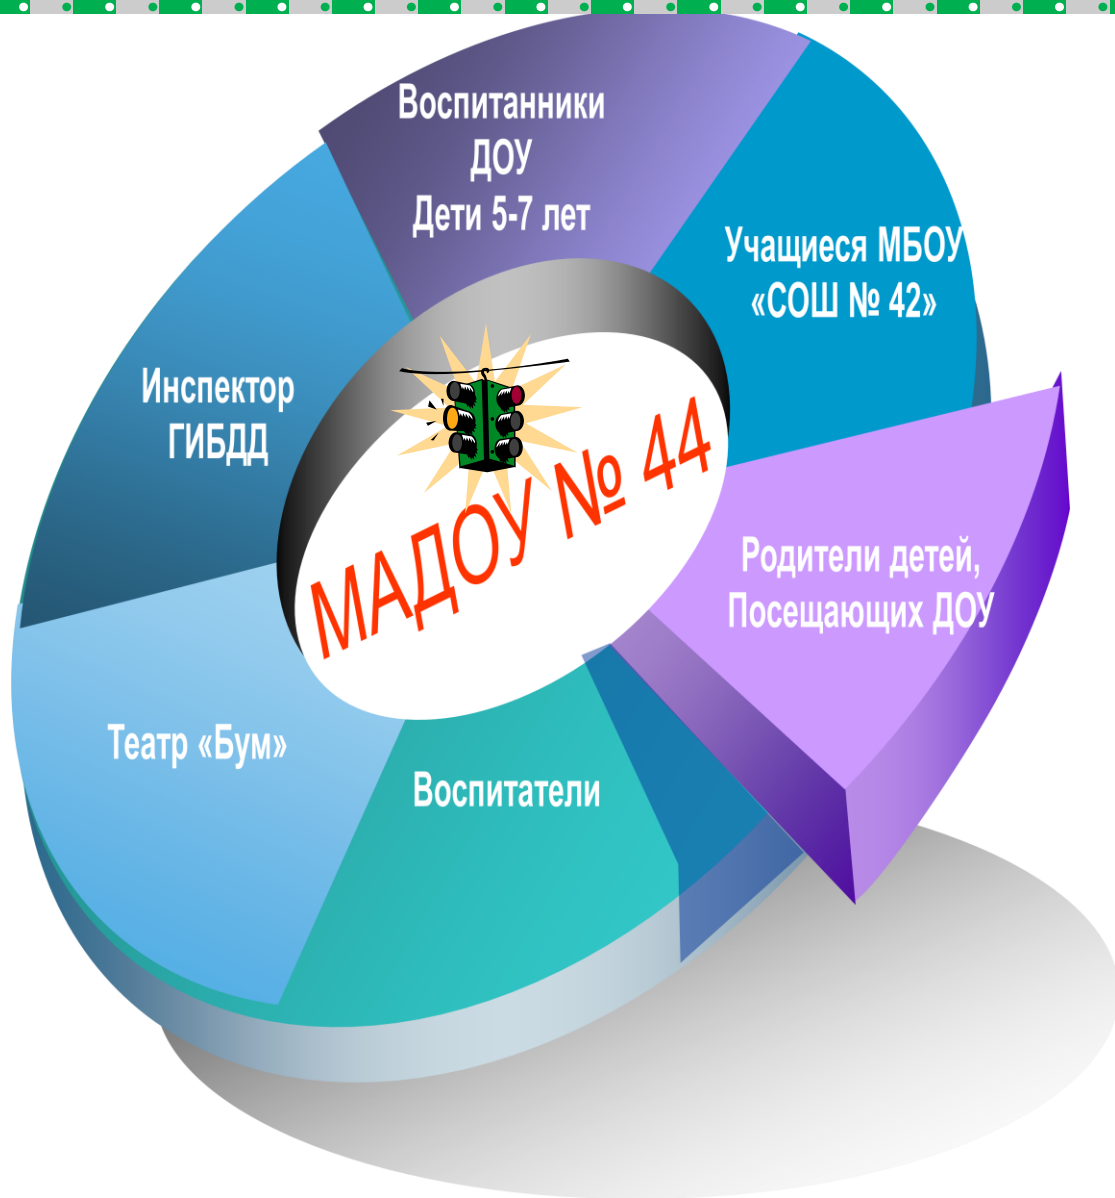 Воспитанники
ДОУ
Дети 5-7 лет
Учащиеся МБОУ
«СОШ № 42»
Инспектор
ГИБДД
МАДОУ № 44
Родители детей,
Посещающих ДОУ
Театр «Бум»
Воспитатели